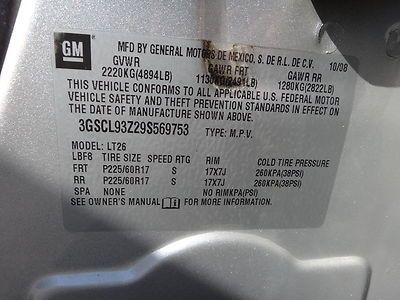 GM MFD BY GENERAL MOTORS DE MEXICO, S. DE R.L. DE C.V. 10/08
GVWR GAWR FRT GAWR RR
2220KG(4894LB) 1130KG(2491LB) 1280KG(2822LB)
THIS VEHICLE CONFORMS TO ALL APPLICABLE U.S. FEDERAL MOTOR
VEHICLE SAFETY AND THEFT PREVENTION STANDARDS IN EFFECT ON
THE DATE OF MANUFACTURE SHOWN ABOVE.
3GSCL93Z29S569753 TYPE: M.P.V.
MODEL: LT26
LBF8 TIRE SIZE SPEED RTG RIM COLD TIRE PRESSURE
FRT P225/60R17 S 17X7J 260KPA(38PSI)
RR P225/60R17 S 17X7J 260KPA(38PSI)
SPA NONE NO RIMKPA(PSI)
SEE OWNER'S MANUAL FOR MORE INFORMATION